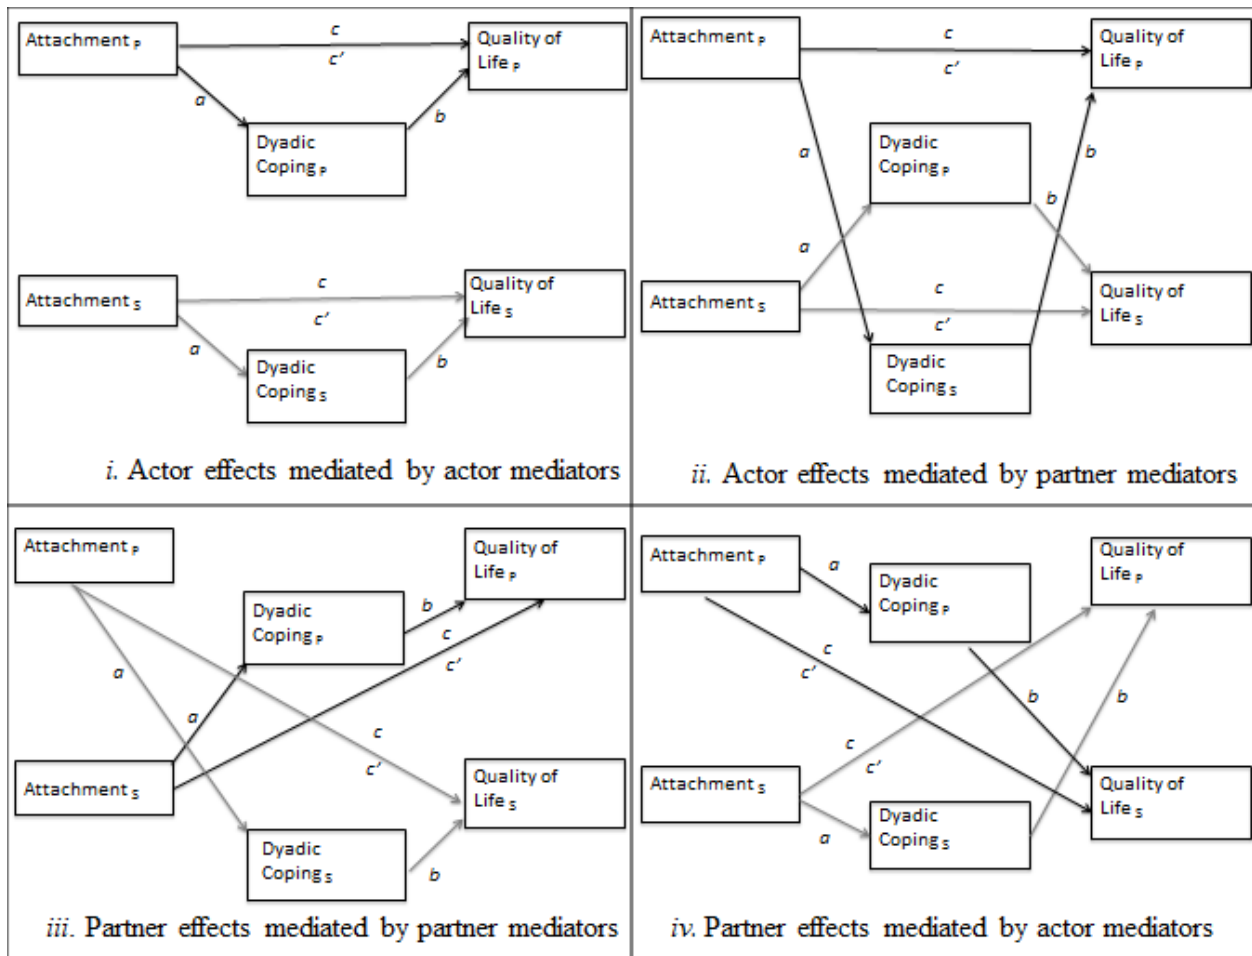 Attachment P
c
c'
Quality of
Life P
a
b
Dyadic
Coping P
Attachment S
c
c'
Quality of
Life S
a
b
Dyadic
Coping S
i. Actor effects mediated by actor mediators
Attachment P
c
c'
Quality of
Life P
a
Dyadic
Coping P
b
b
a
Attachment S
c
c'
Quality of
Life S
Dyadic
Coping S
ii. Actor effects mediated by partner mediators
Attachment P
Quality of
Life P
Dyadic
Coping P
b
c
c'
a
a
c
c'
Attachment S
Quality of
Life S
Dyadic
Coping S
b
iii. Partner effects mediated by partner mediators
Attachment P
a
Dyadic
Coping P
Quality of
Life P
c
c'
b
b
c
c'
Attachment S
a
Dyadic
Coping S
Quality of
Life S
iv. Partner effects mediated by actor mediators